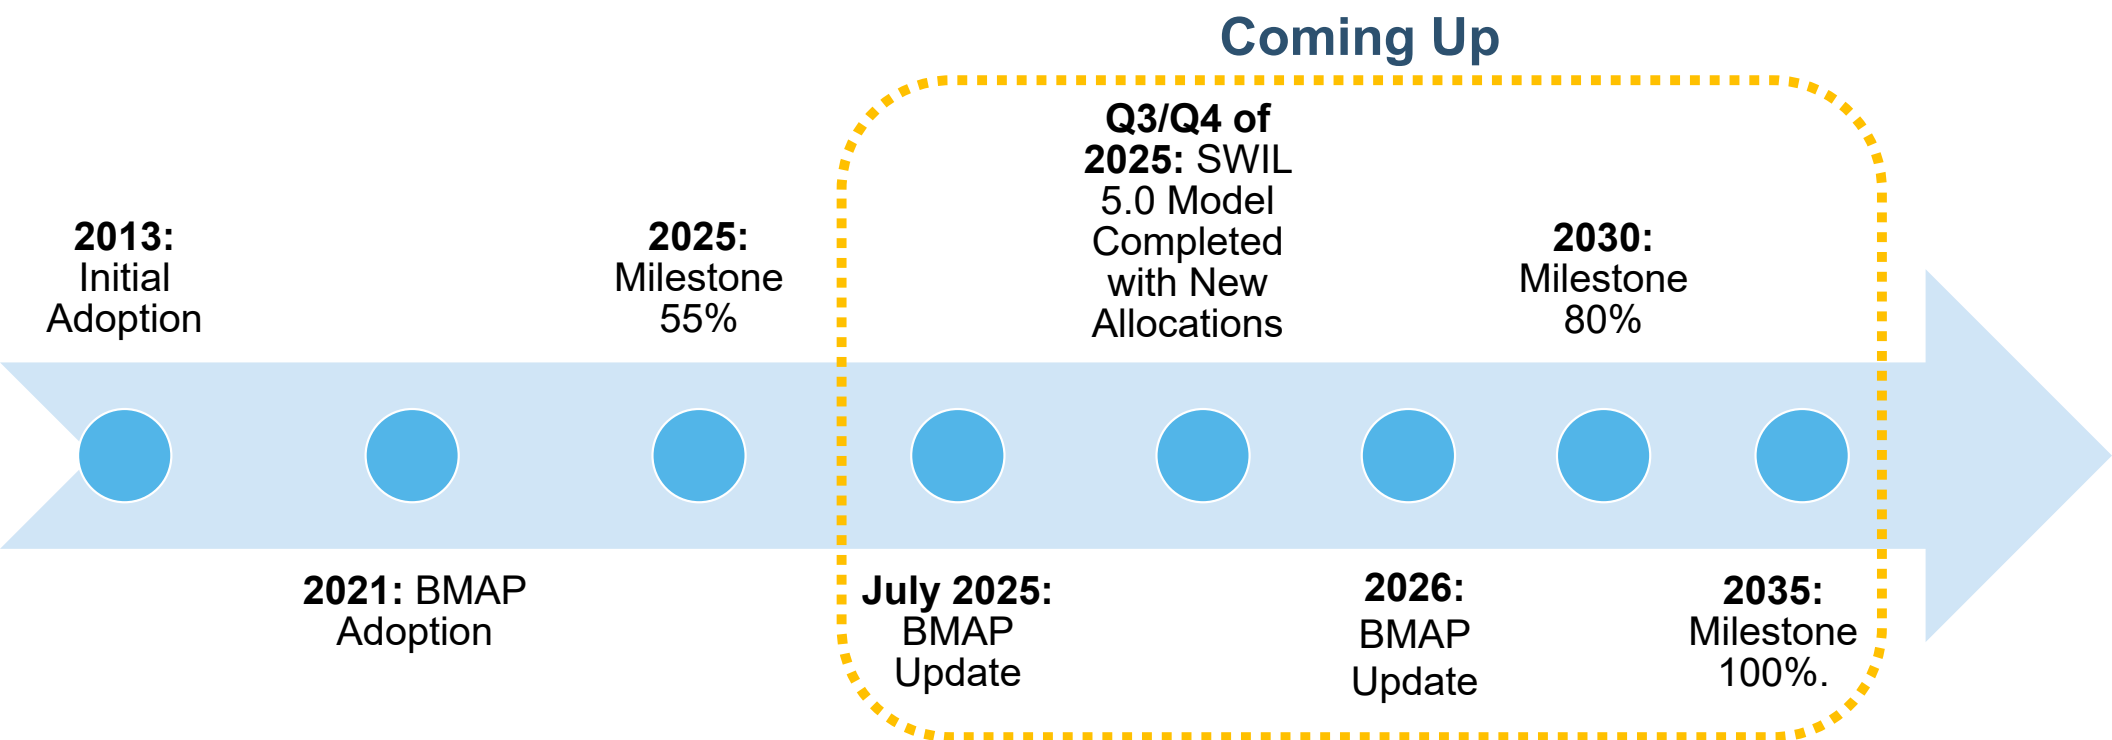 Coming Up
2013:
Initial
Adoption
2021: BMAP
Adoption
2025:
Milestone
55%
July 2025:
BMAP
Update
Q3/Q4 of
2025: SWIL
5.0 Model
Completed
with New
Allocations
2026:
BMAP
Update
2030:
Milestone
80%
2035:
Milestone
100%.